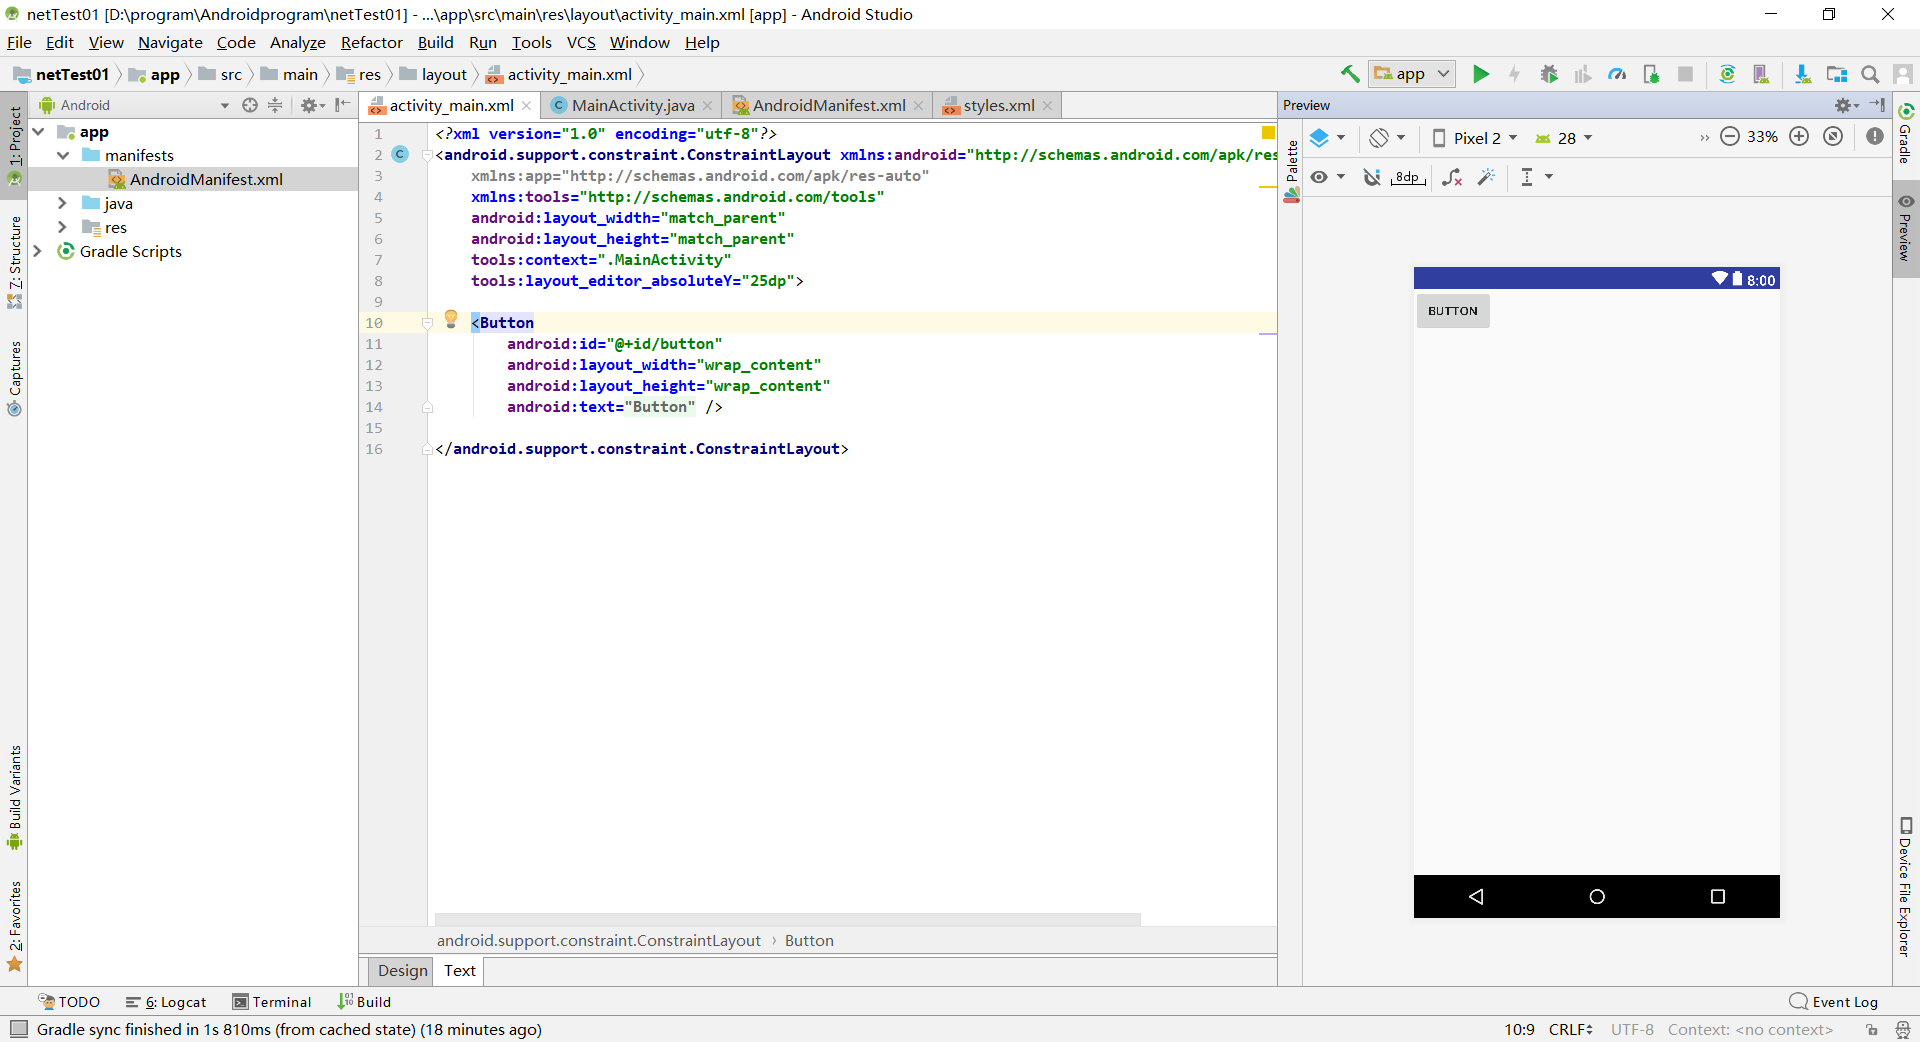 netTest01 [D:\program\Androidprogram\netTest01] - ...\app\src\main\res\layout\activity_main.xml [app] - Android Studio
File Edit View Navigate Code Analyze Refactor Build Run Tools VCS Window Help
netTest01 app src main res layout activity_main.xml app
1: Project
Z: Structure
Captures
Build Variants
2: Favorites
Android
app
manifests
AndroidManifest.xml
java
res
Gradle Scripts
activity_main.xml MainActivity.java AndroidManifest.xml styles.xml
1 <?xml version="1.0" encoding="utf-8"?>
2 <android.support.constraint.ConstraintLayout xmlns:android="http://schemas.android.com/apk/res
3 xmlns:app="http://schemas.android.com/apk/res-auto"
4 xmlns:tools="http://schemas.android.com/tools"
5 android:layout_width="match_parent"
6 android:layout_height="match_parent"
7 tools:context=".MainActivity"
8 tools:layout_editor_absoluteY="25dp">
9
10 <Button
11 android:id="@+id/button"
12 android:layout_width="wrap_content"
13 android:layout_height="wrap_content"
14 android:text="Button" />
15
16 </android.support.constraint.ConstraintLayout>
android.support.constraint.ConstraintLayout › Button
Design Text
Preview
Palette
Pixel 2 28 33%
8dp
8:00
BUTTON
Gradle
Preview
Device File Explorer
TODO 6: Logcat Terminal Build Event Log
Gradle sync finished in 1s 810ms (from cached state) (18 minutes ago) 10:9 CRLF UTF-8 Context: <no context>